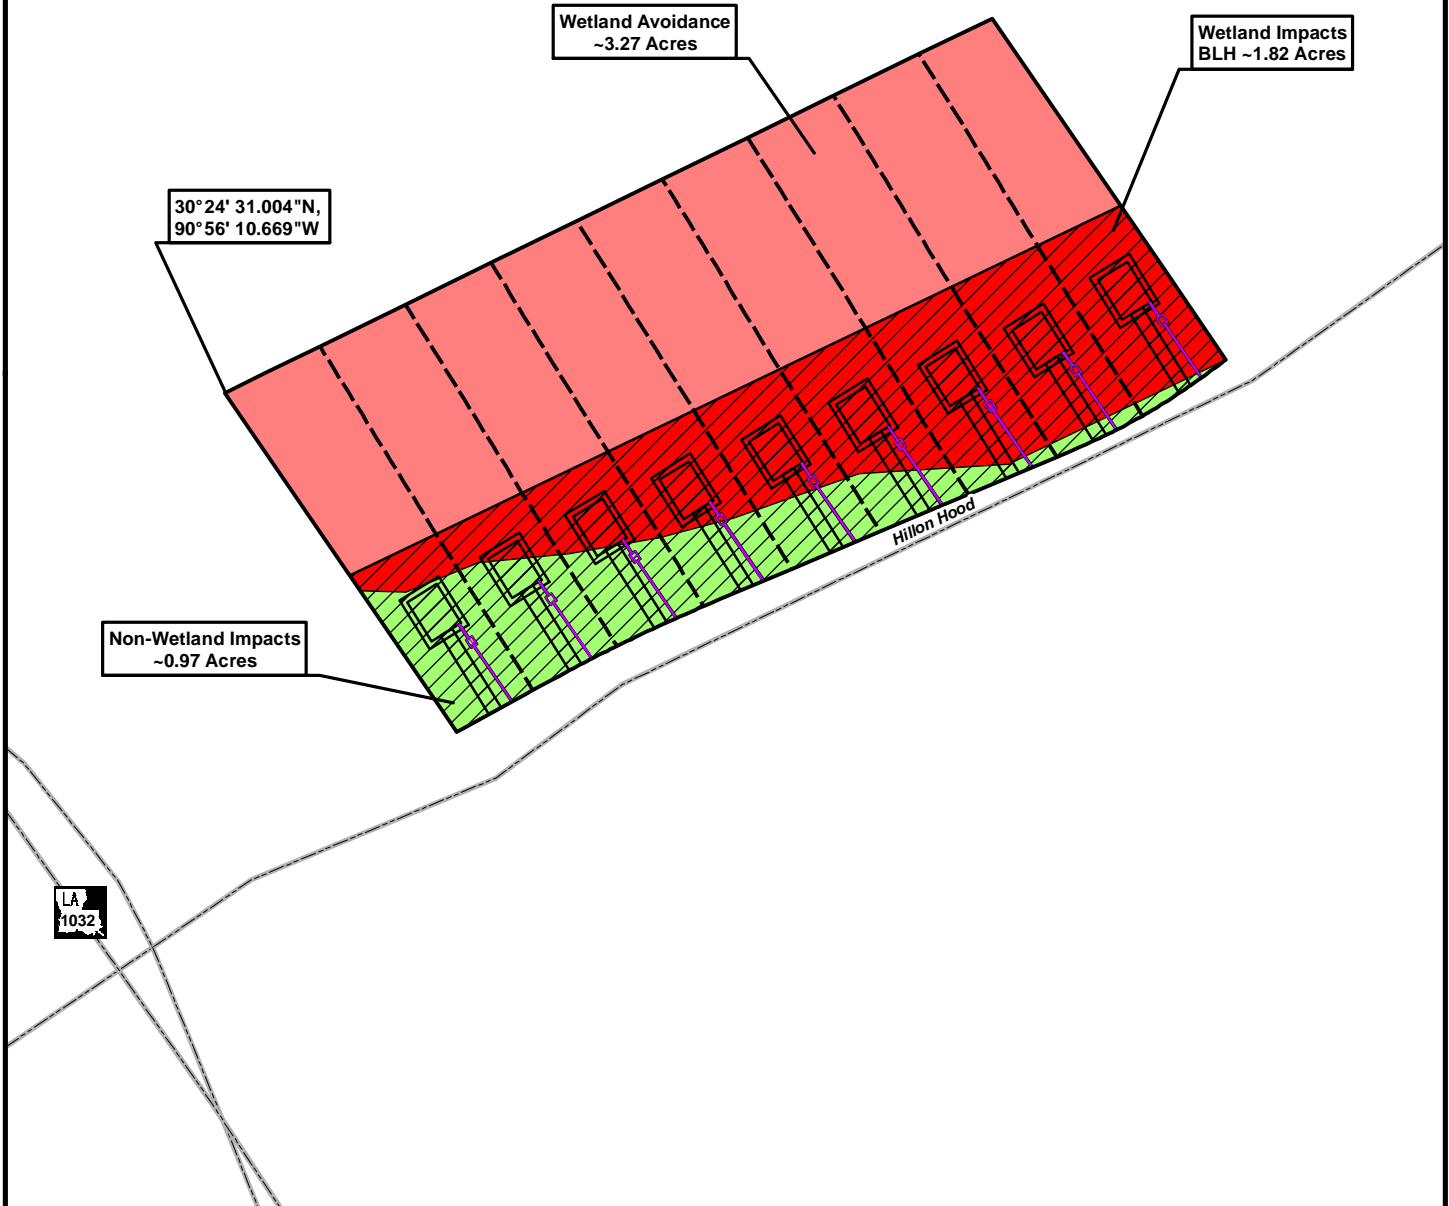 Wetland Avoidance
~3.27 Acres
Wetland Impacts
BLH ~1.82 Acres
30°24' 31.004"N,
90°56' 10.669"W
Hillon Hood
Non-Wetland Impacts
~0.97 Acres
LA
1032